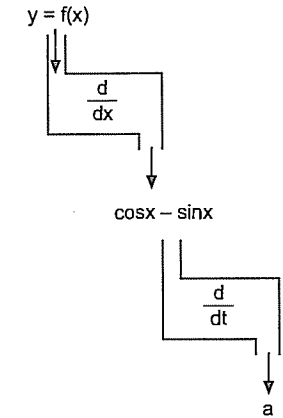 y = f(x)
d
dx
cosx – sinx
d
dt
a